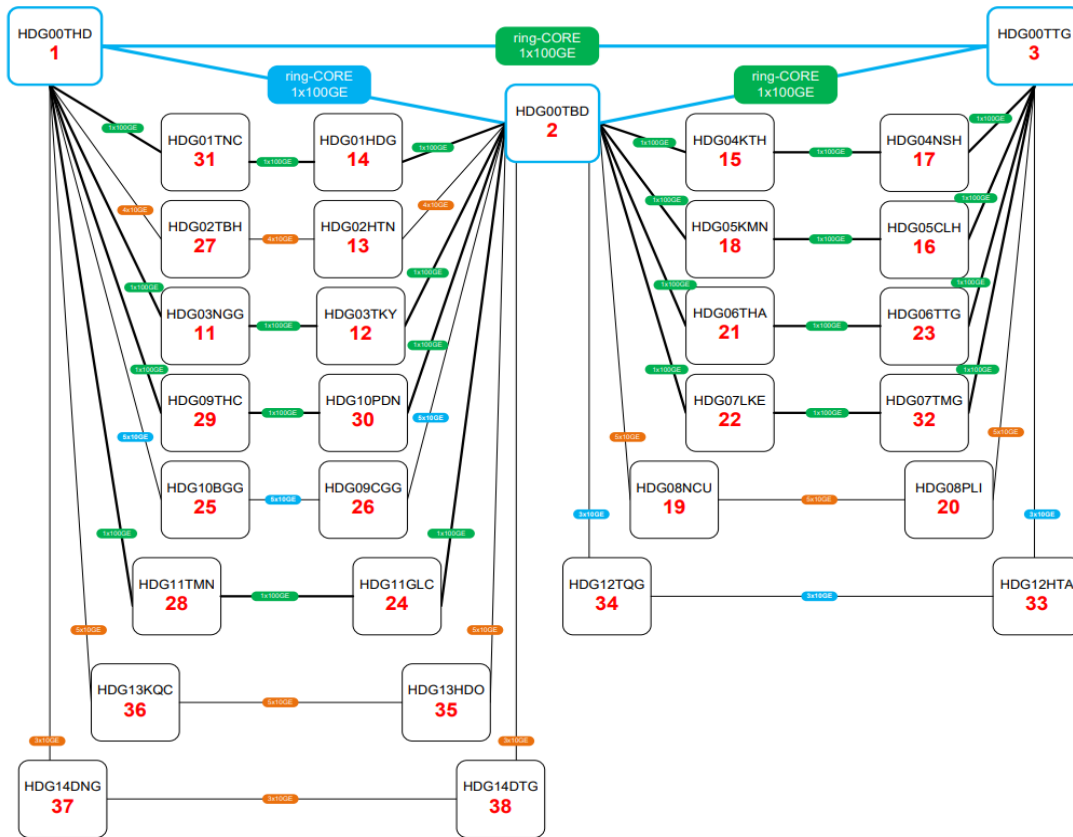 HDG00THD
1
ring-CORE
1x100GE
HDG00TTG
3
ring-CORE
1x100GE
ring-CORE
1x100GE
HDG00TBD
2
1x100GE
HDG01TNC
31
1x100GE
HDG01HDG
14
1x100GE
1x100GE
HDG04KTH
15
1x100GE
HDG04NSH
17
1x100GE
4x10GE
HDG02TBH
27
4x10GE
HDG02HTN
13
4x10GE
1x100GE
HDG05KMN
18
1x100GE
HDG05CLH
16
1x100GE
1x100GE
HDG03NGG
11
1x100GE
HDG03TKY
12
1x100GE
1x100GE
HDG06THA
21
1x100GE
HDG06TTG
23
1x100GE
1x100GE
HDG09THC
29
1x100GE
HDG10PDN
30
1x100GE
1x100GE
HDG07LKE
22
1x100GE
HDG07TMG
32
1x100GE
5x10GE
HDG10BGG
25
5x10GE
HDG09CGG
26
5x10GE
5x10GE
HDG08NCU
19
5x10GE
HDG08PLI
20
5x10GE
1x100GE
HDG11TMN
28
1x100GE
HDG11GLC
24
1x100GE
3x10GE
HDG12TQG
34
3x10GE
HDG12HTA
33
3x10GE
5x10GE
HDG13KQC
36
5x10GE
HDG13HDO
35
5x10GE
3x10GE
HDG14DNG
37
3x10GE
HDG14DTG
38
3x10GE